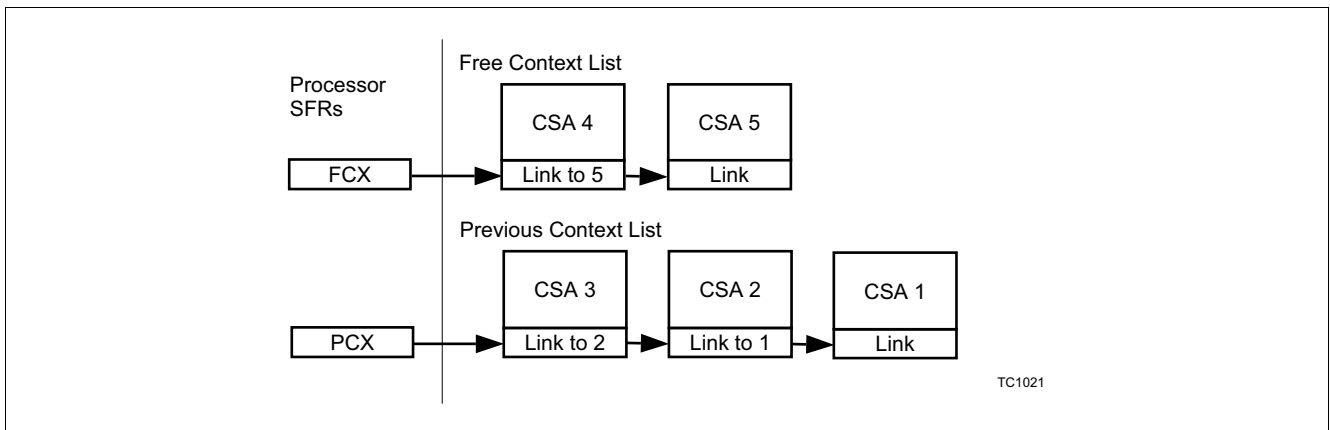 Free Context List
Processor
SFRs
CSA 4
CSA 5
FCX
Link to 5
Link
Previous Context List
CSA 3
CSA 2
CSA 1
PCX
Link to 2
Link to 1
Link
TC1021